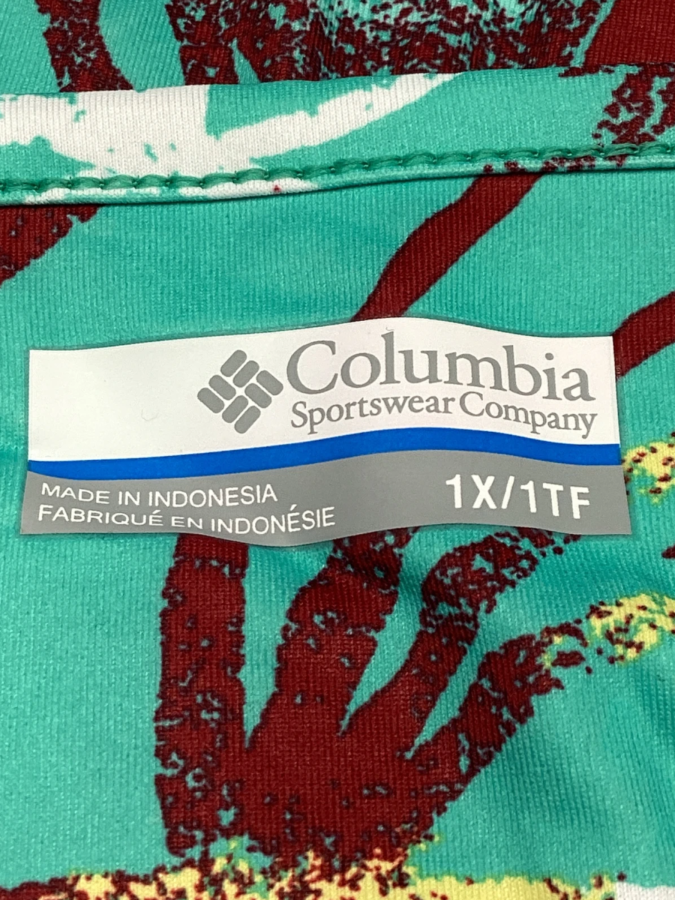 Columbia
Sportswear Company
MADE IN INDONESIA
FABRIQUÉ EN INDONÉSIE
1X/1TF